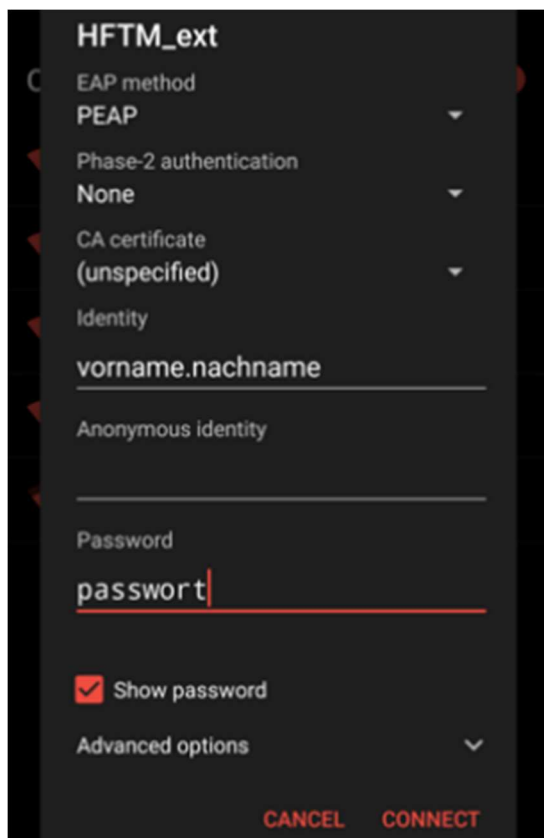 HFTM_ext
EAP method
PEAP
Phase-2 authentication
None
CA certificate
(unspecified)
Identity
vorname.nachname
Anonymous identity
Password
passwort
Show password
Advanced options
CANCEL CONNECT